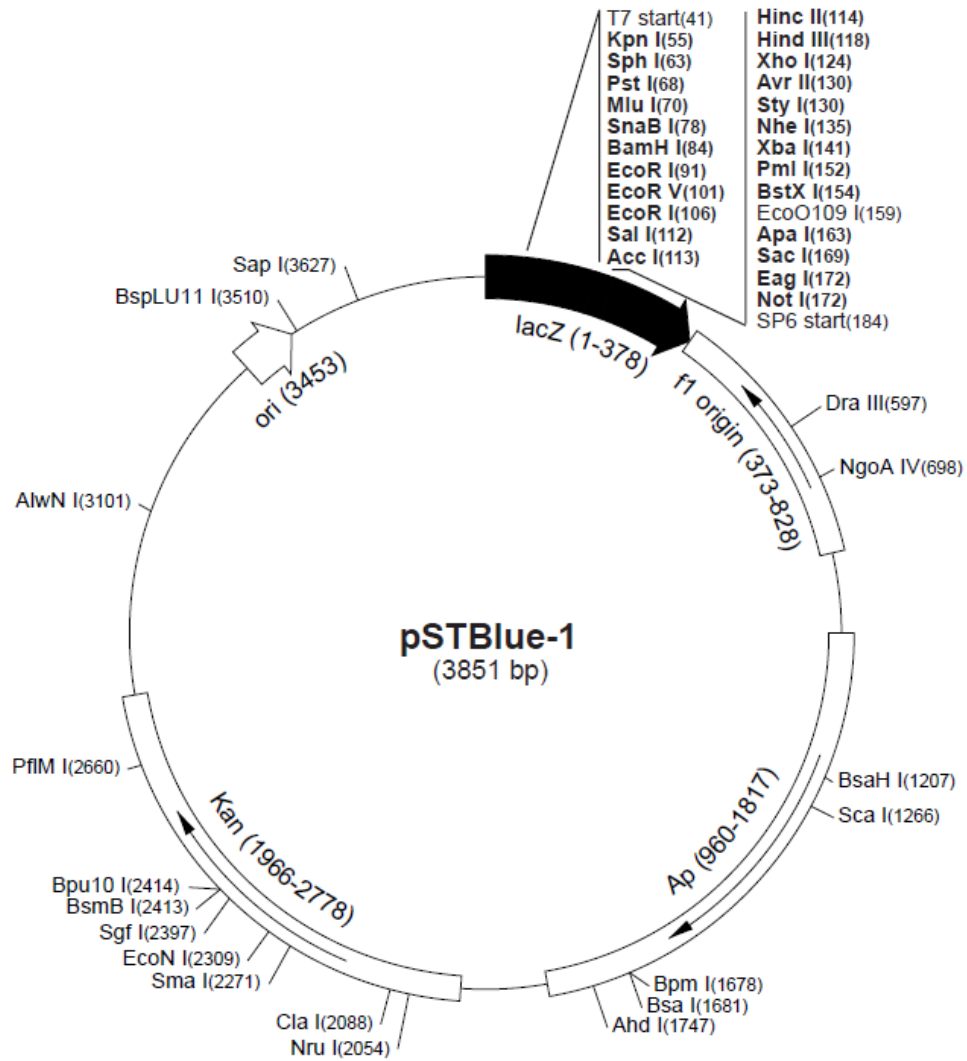 T7 start(41)
Kpn I(55)
Sph I(63)
Pst I(68)
Mlu I(70)
SnaB I(78)
BamH I(84)
EcoR I(91)
EcoR V(101)
EcoR I(106)
Sal I(112)
Acc I(113)
Hinc II(114)
Hind III(118)
Xho I(124)
Avr II(130)
Sty I(130)
Nhe I(135)
Xba I(141)
Pml I(152)
BstX I(154)
EcoO109 I(159)
Apa I(163)
Sac I(169)
Eag I(172)
Not I(172)
SP6 start(184)
Sap I(3627)
BspLU11 I(3510)
lacZ (1-378)
ori (3453)
f1 origin (373-828)
Dra III(597)
NgoA IV(698)
AlwN I(3101)
pSTBlue-1
(3851 bp)
PflM I(2660)
BsaH I(1207)
Sca I(1266)
Kan (1966-2778)
Ap (960-1817)
Bpu10 I(2414)
BsmB I(2413)
Sgf I(2397)
EcoN I(2309)
Sma I(2271)
Bpm I(1678)
Bsa I(1681)
Ahd I(1747)
Cla I(2088)
Nru I(2054)